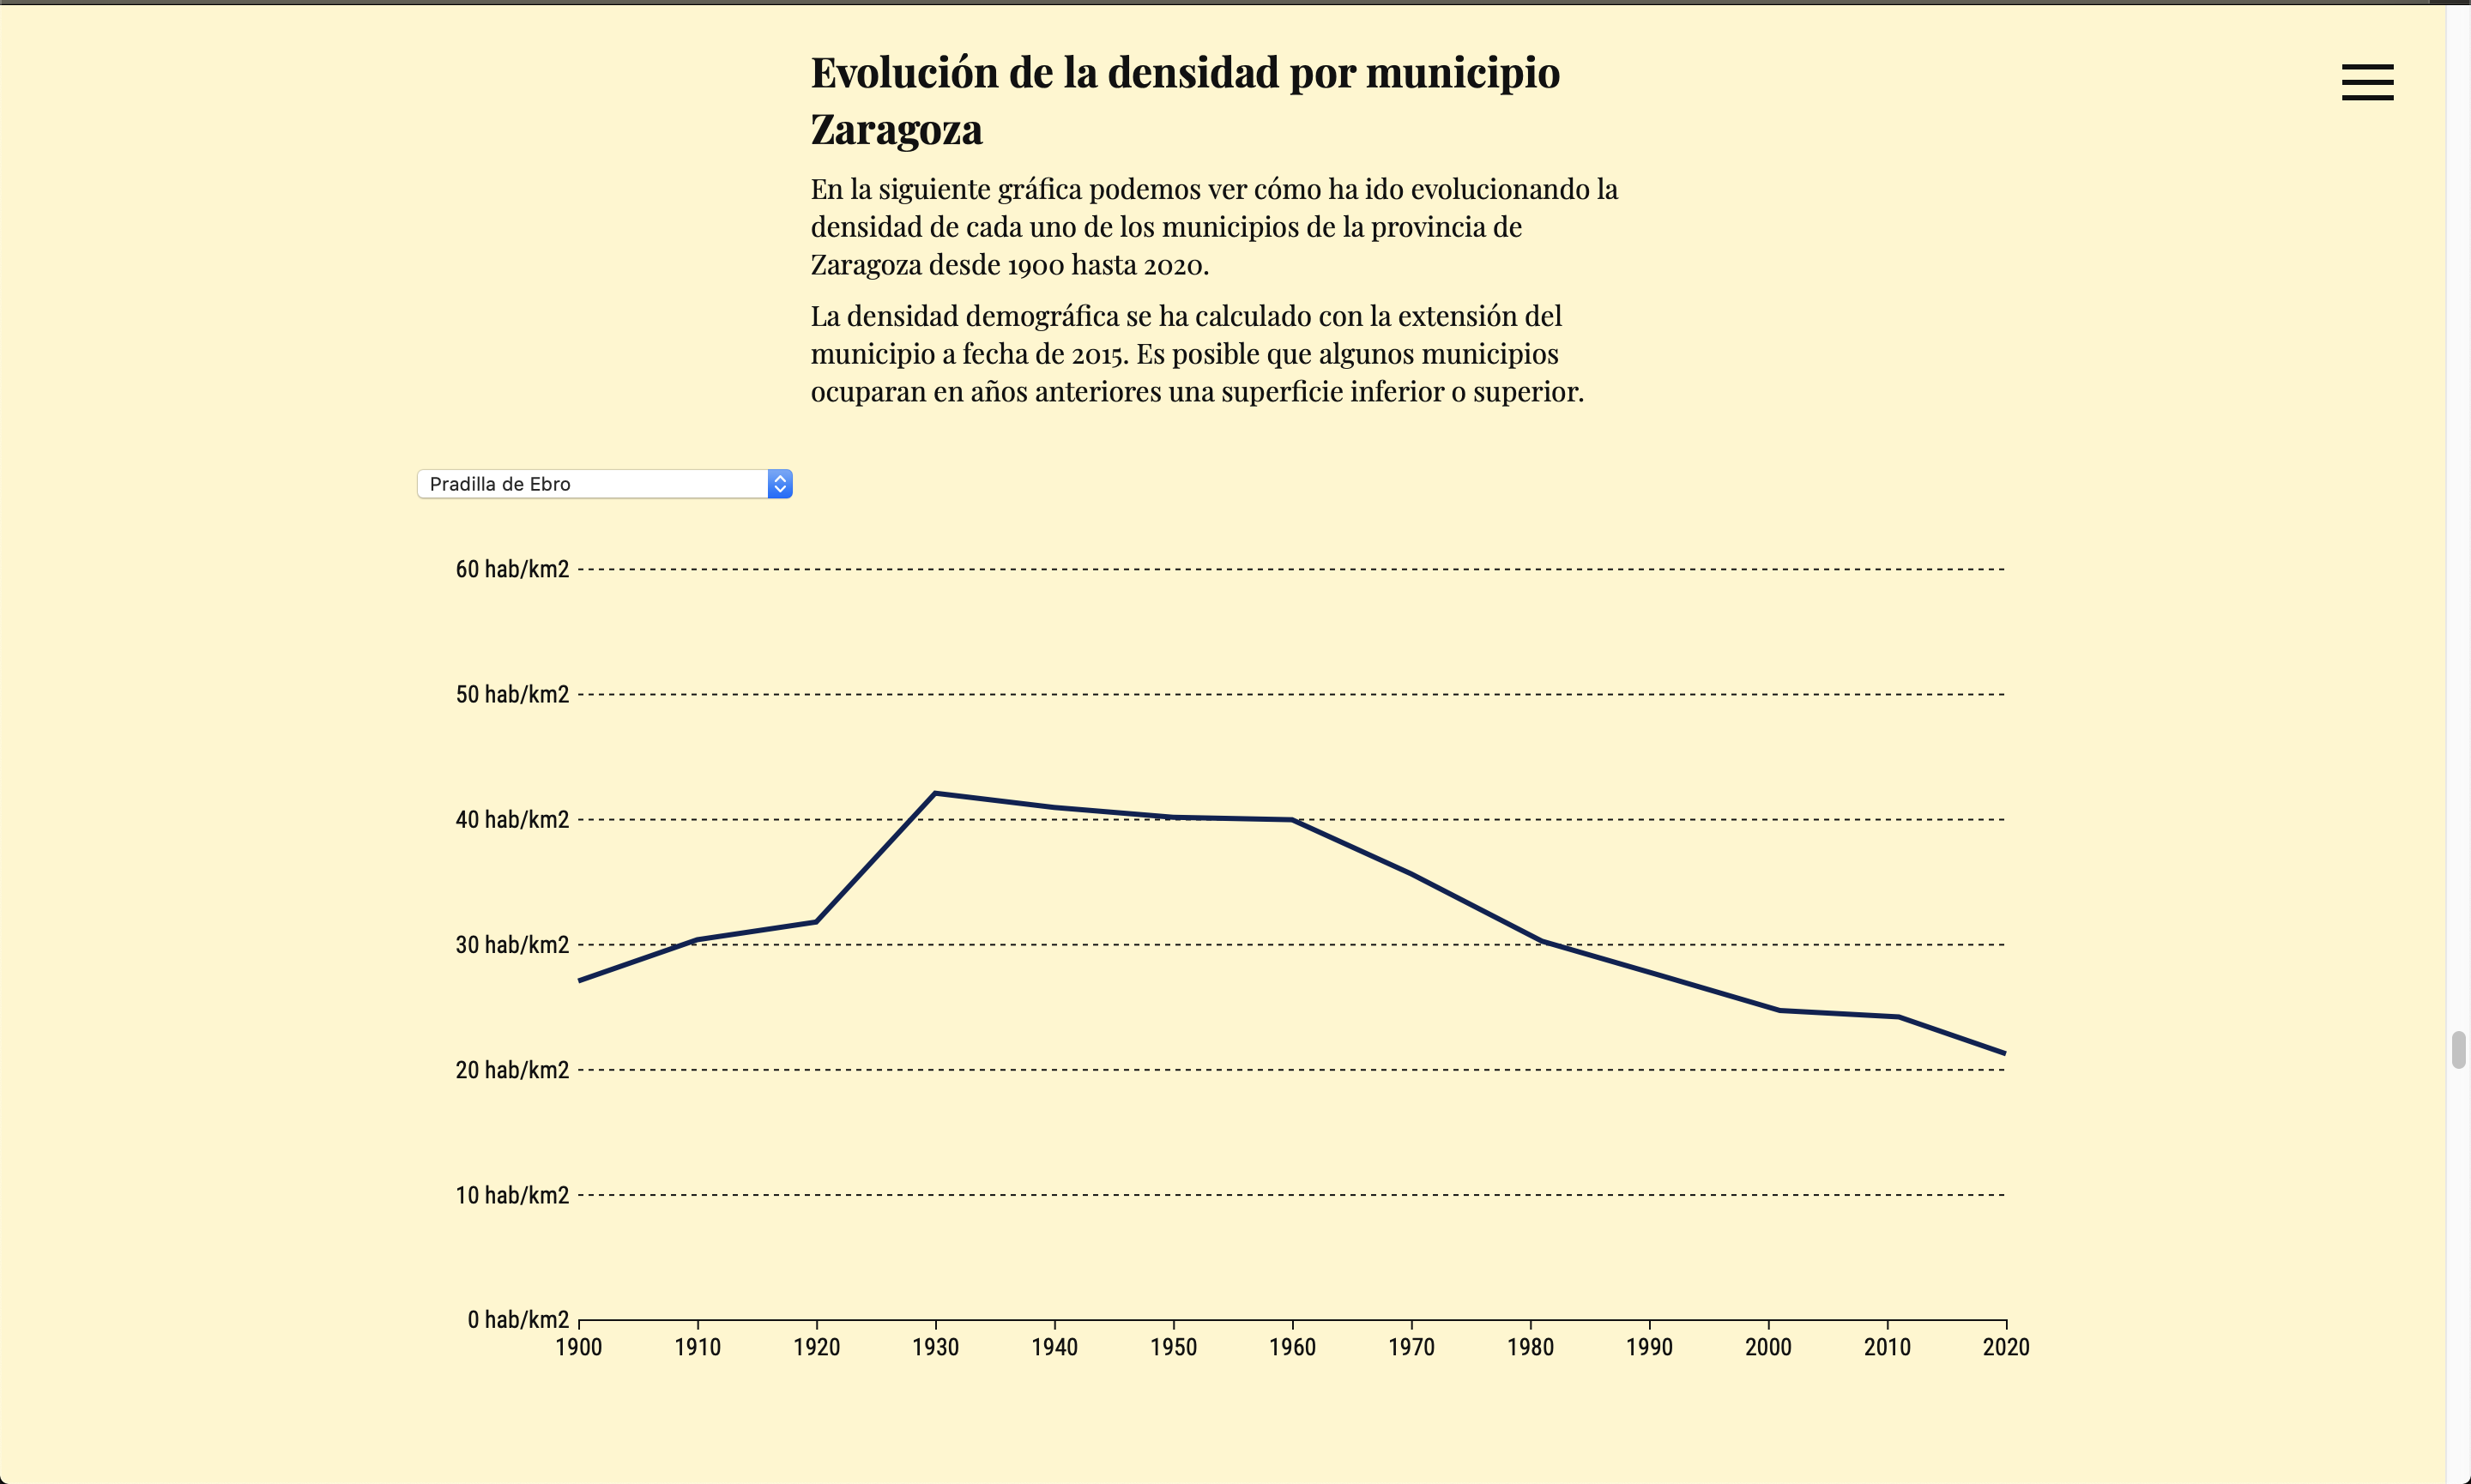 Evolución de la densidad por municipio
Zaragoza
En la siguiente gráfica podemos ver cómo ha ido evolucionando la
densidad de cada uno de los municipios de la provincia de
Zaragoza desde 1900 hasta 2020.
La densidad demográfica se ha calculado con la extensión del
municipio a fecha de 2015. Es posible que algunos municipios
ocuparan en años anteriores una superficie inferior o superior.
Pradilla de Ebro
60 hab/km2
50 hab/km2
40 hab/km2
30 hab/km2
20 hab/km2
10 hab/km2
0 hab/km2
1900 1910 1920 1930 1940 1950 1960 1970 1980 1990 2000 2010 2020